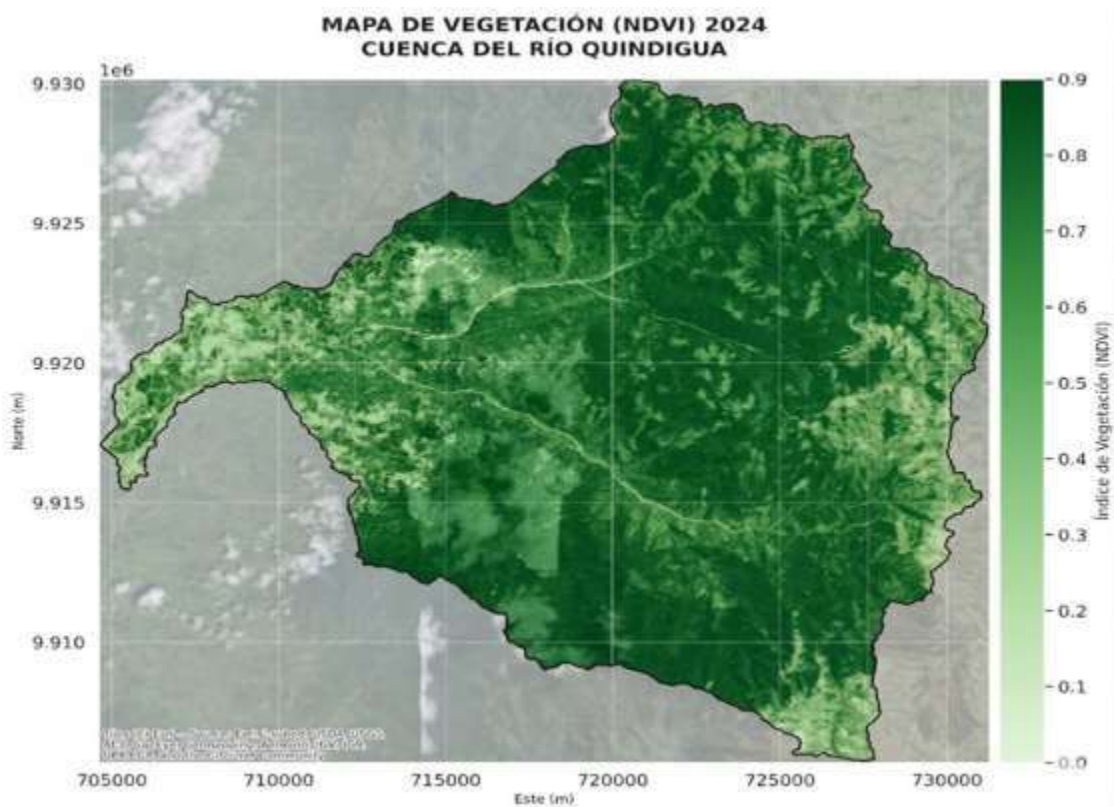 MAPA DE VEGETACIÓN (NDVI) 2024
CUENCA DEL RÍO QUINDIGUA
1e6
9.930
9.925
9.920
9.915
9.910
Norte (m)
705000 710000 715000 720000 725000 730000
Este (m)
0.9
0.8
0.7
0.6
0.5
0.4
0.3
0.2
0.1
0.0
Índice de Vegetación (NDVI)